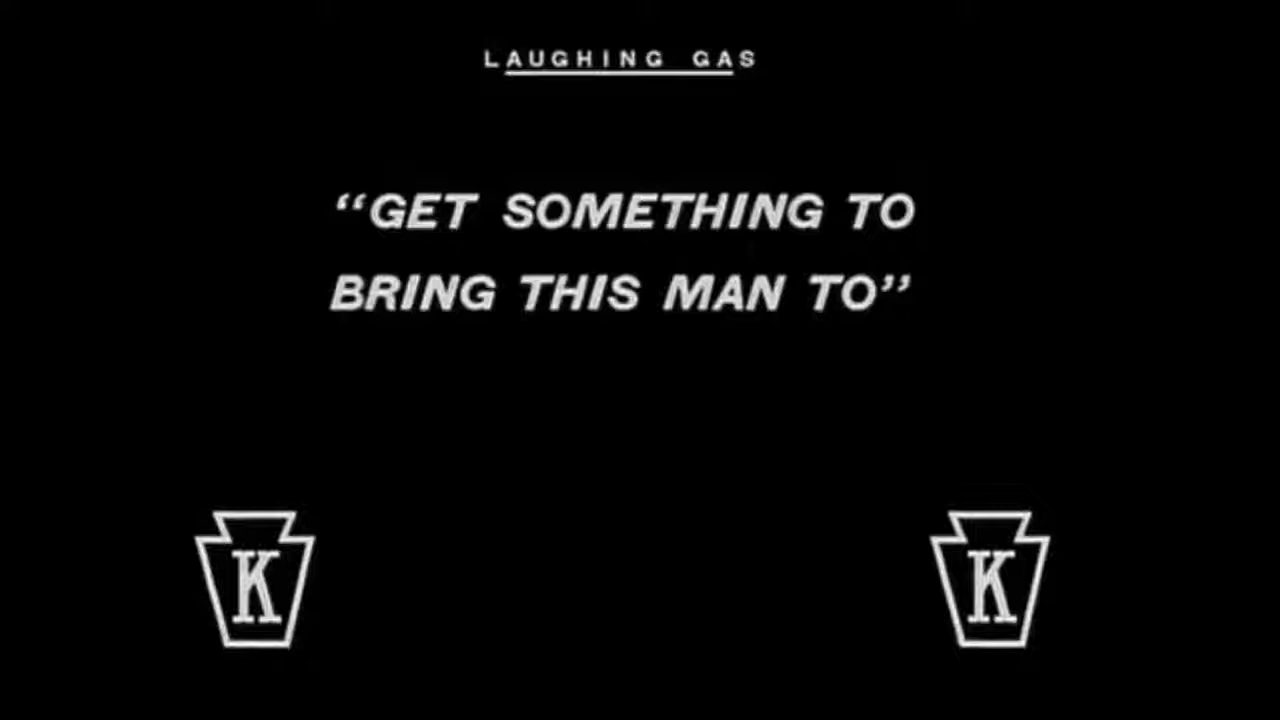 LAUGHING GAS
“GET SOMETHING TO
BRING THIS MAN TO”
K K